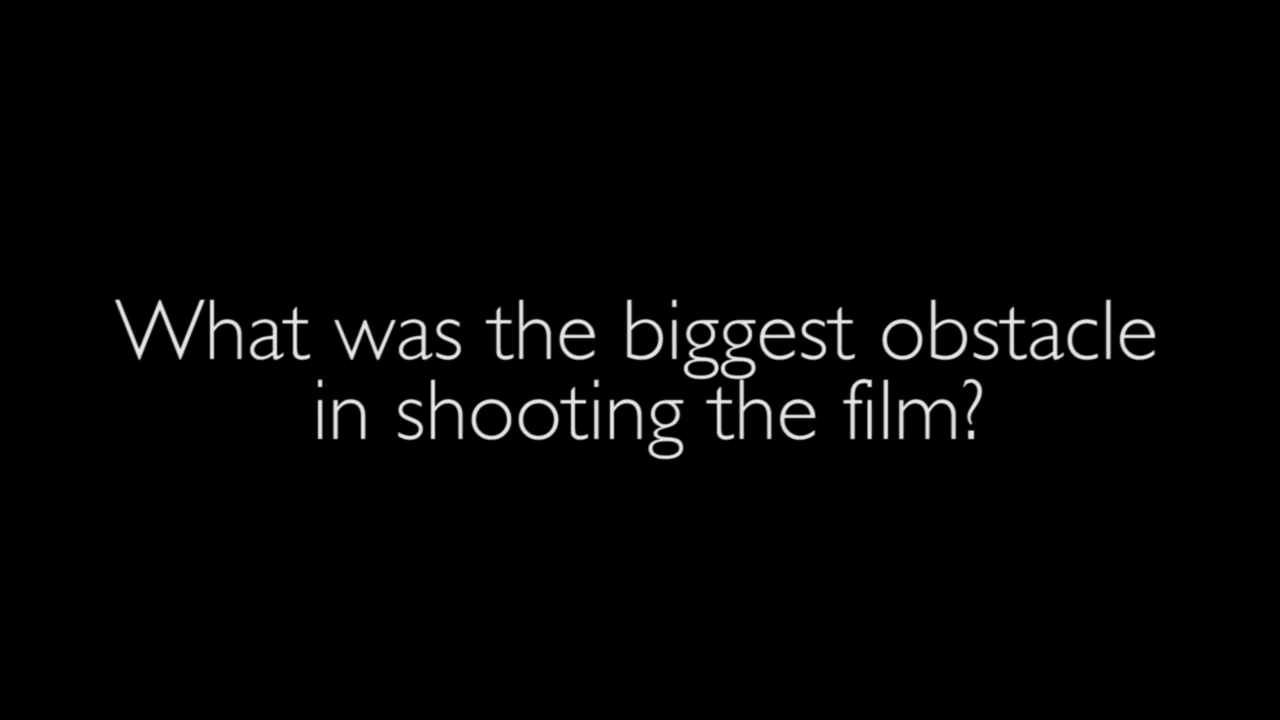 What was the biggest obstacle
in shooting the film?